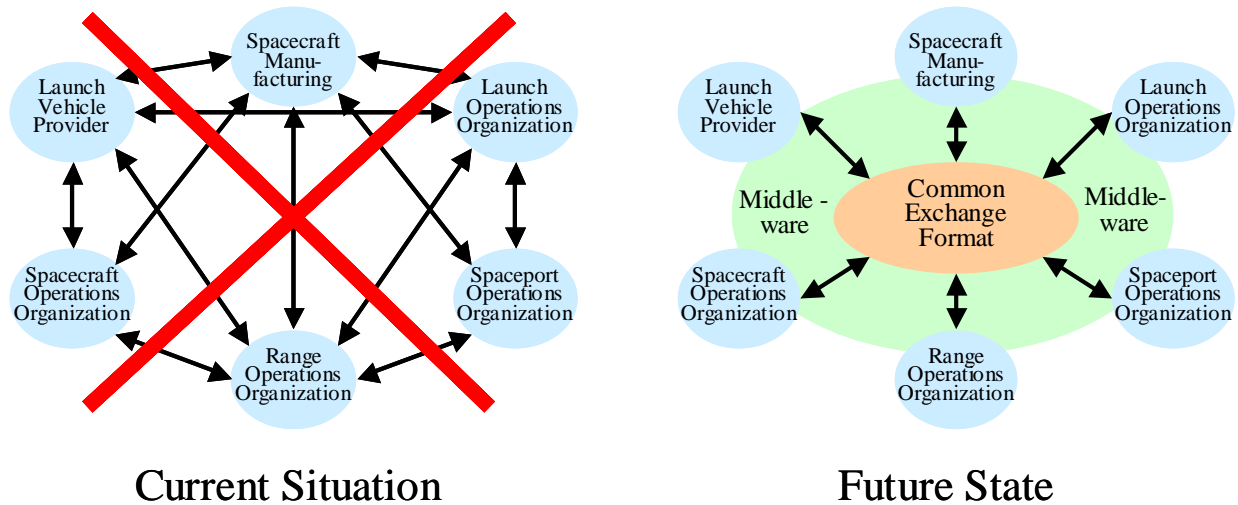 Spacecraft
Manu-
facturing
Launch
Vehicle
Provider
Launch
Operations
Organization
Spacecraft
Operations
Organization
Spaceport
Operations
Organization
Range
Operations
Organization
Current Situation
Spacecraft
Manu-
facturing
Launch
Vehicle
Provider
Launch
Operations
Organization
Common
Exchange
Format
Middle -
ware
Middle-
ware
Spacecraft
Operations
Organization
Spaceport
Operations
Organization
Range
Operations
Organization
Future State